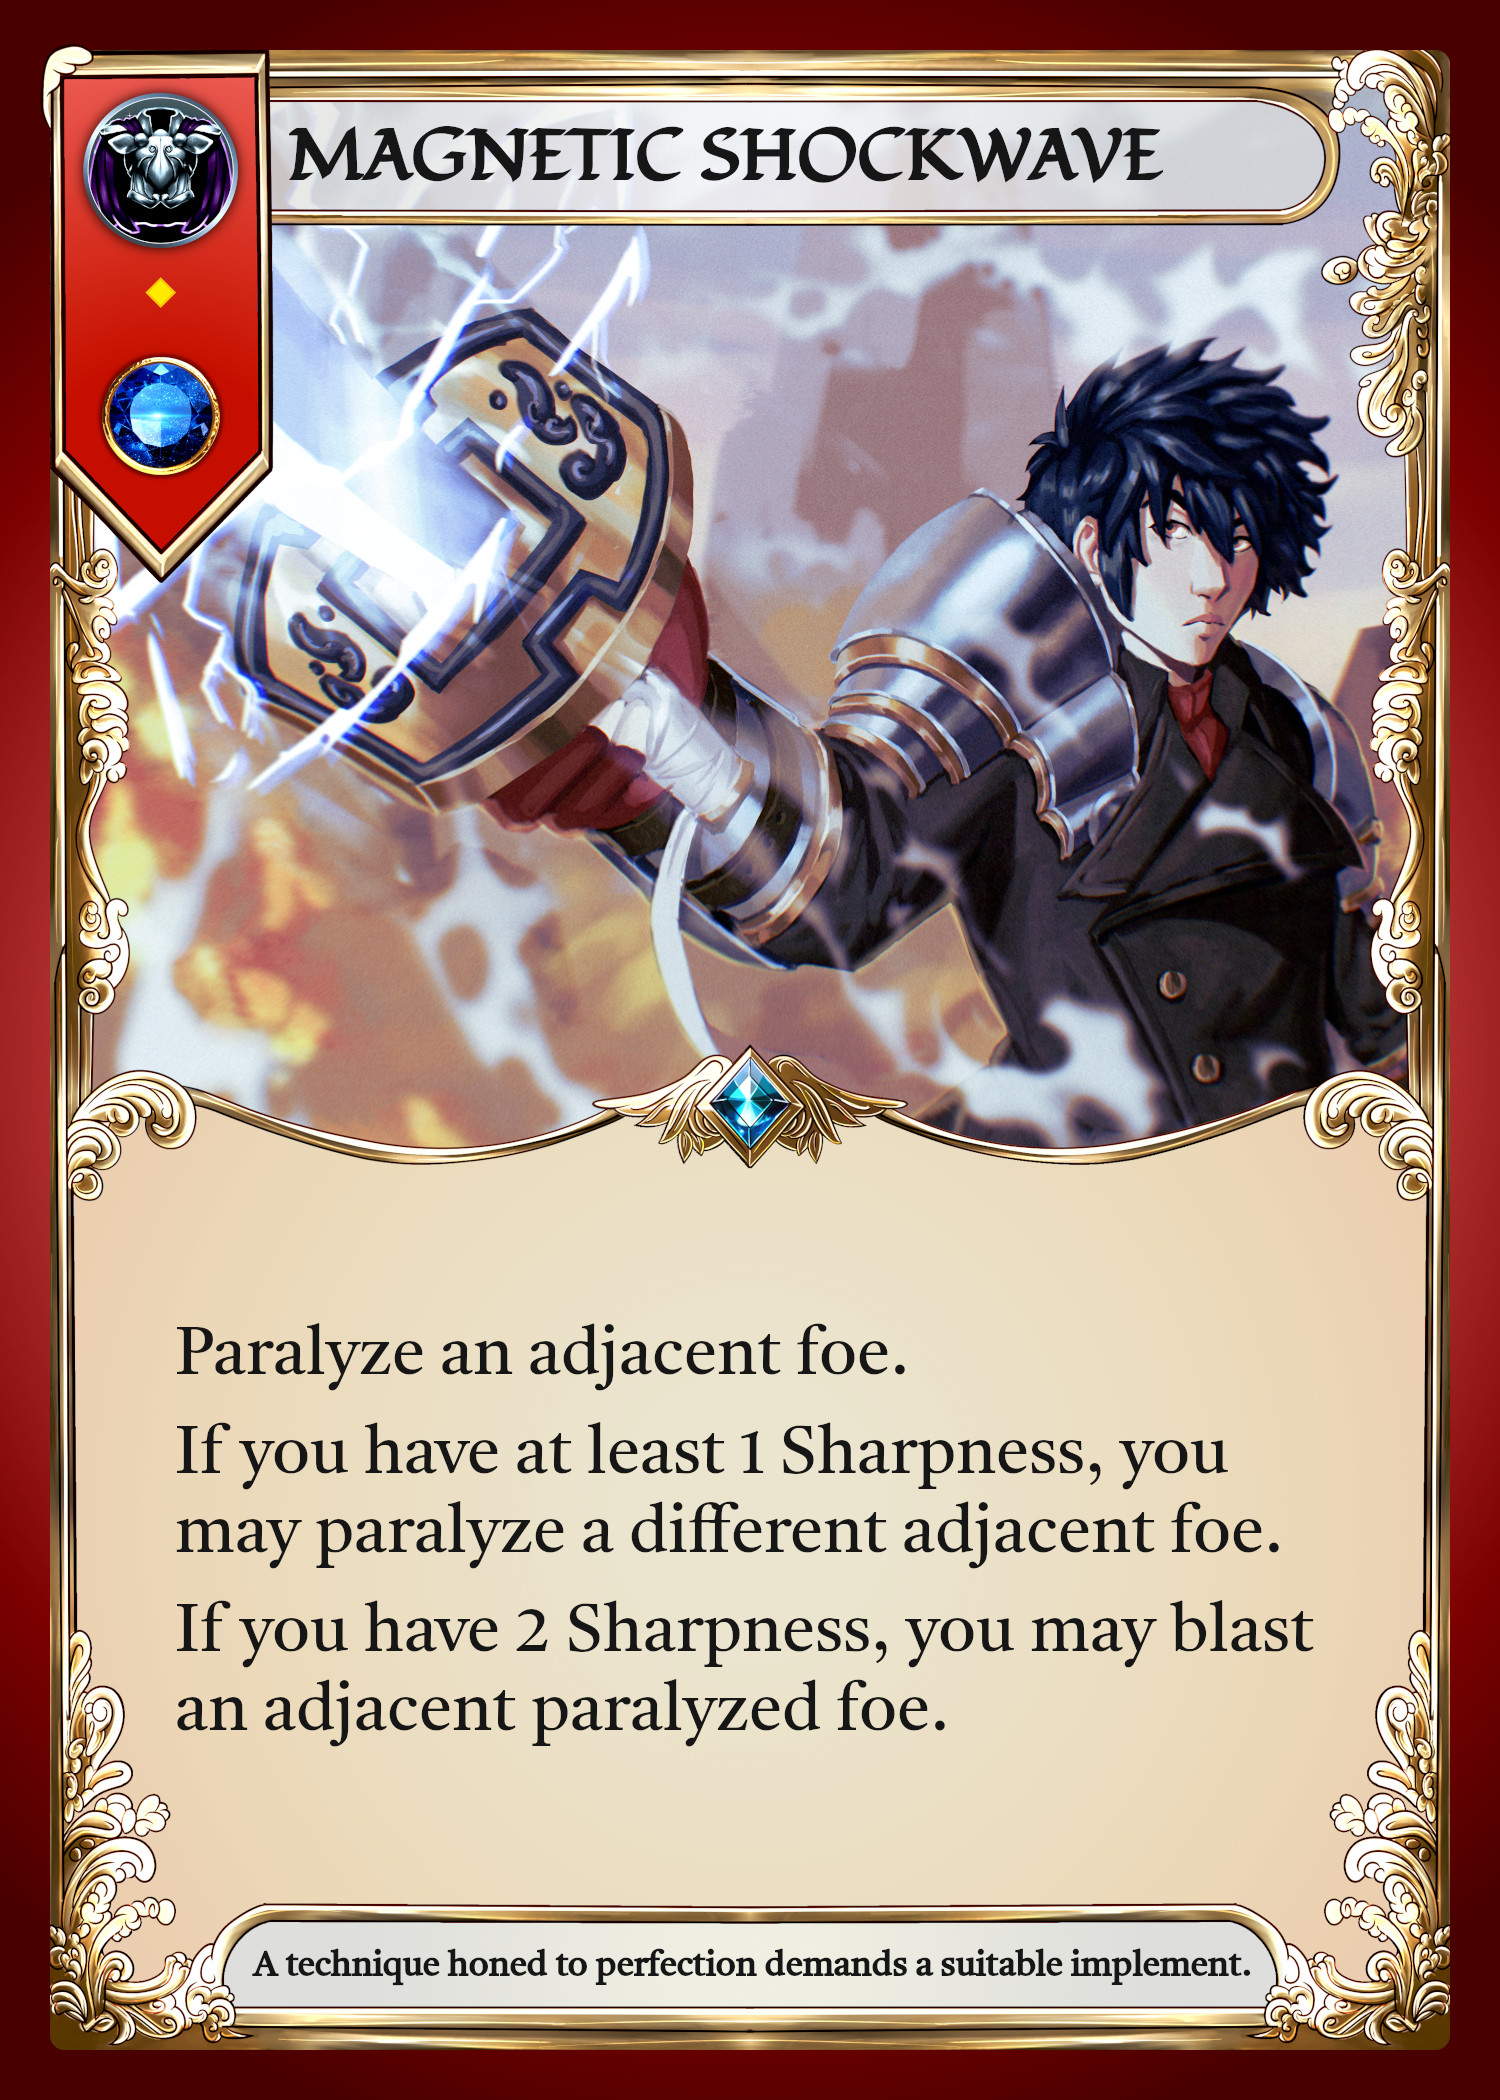 MAGNETIC SHOCKWAVE
Paralyze an adjacent foe.
If you have at least 1 Sharpness, you
may paralyze a different adjacent foe.
If you have 2 Sharpness, you may blast
an adjacent paralyzed foe.
A technique honed to perfection demands a suitable implement.